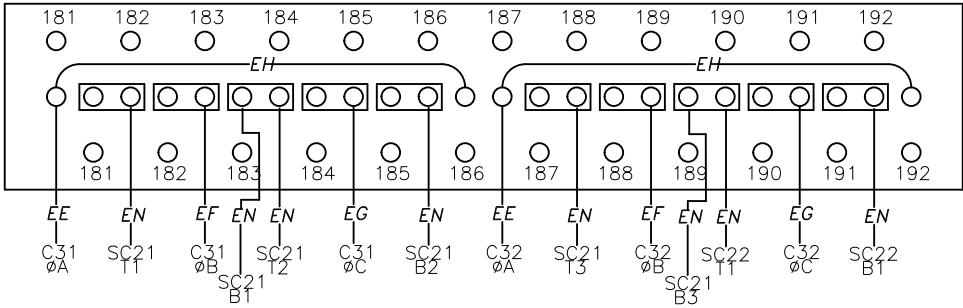 181 182 183 184 185 186 187 188 189 190 191 192
EH EH
181 182 183 184 185 186 187 188 189 190 191 192
EE EN EF EN EN EG EN EE EN EF EN EN EG EN
C31 ØA
SC21 T1
C31 ØB
SC21 B1
SC21 T2
C31 ØC
SC21 B2
C32 ØA
SC21 T3
C32 ØB
SC21 B3
SC22 T1
C32 ØC
SC22 B1